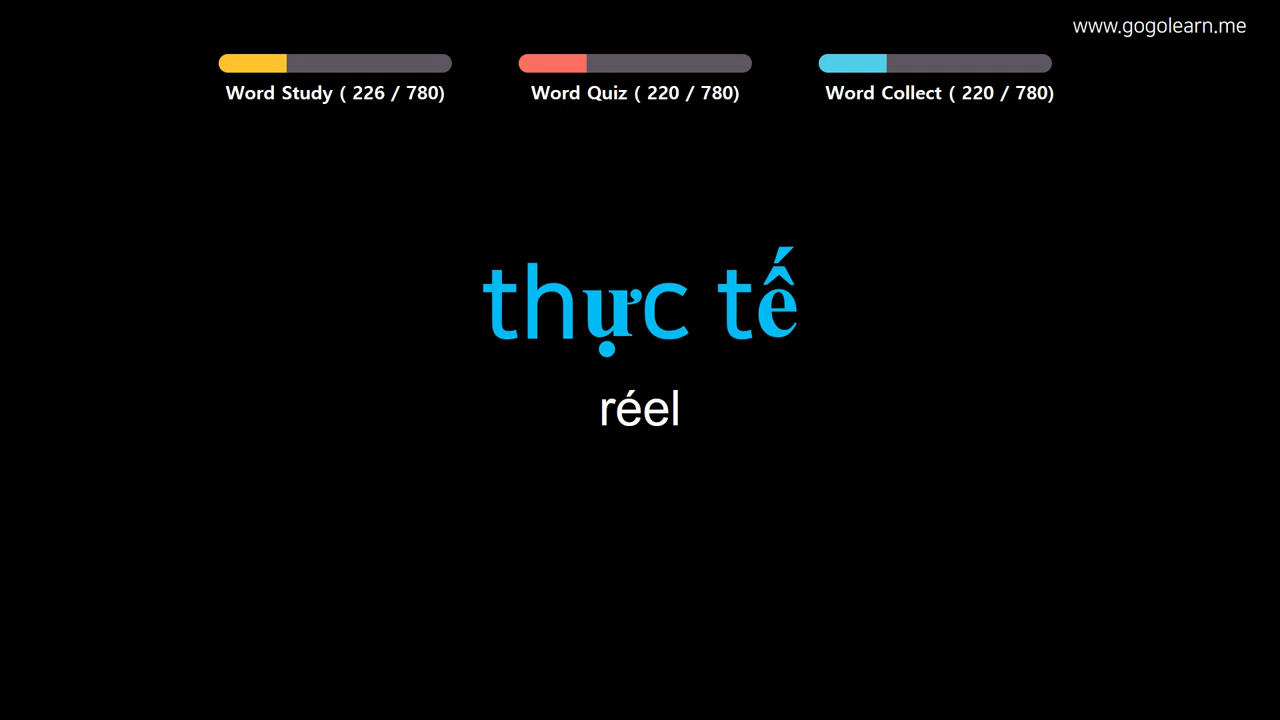 www.gogolearn.me
Word Study ( 226 / 780)
Word Quiz ( 220 / 780)
Word Collect ( 220 / 780)
thực tế
réel